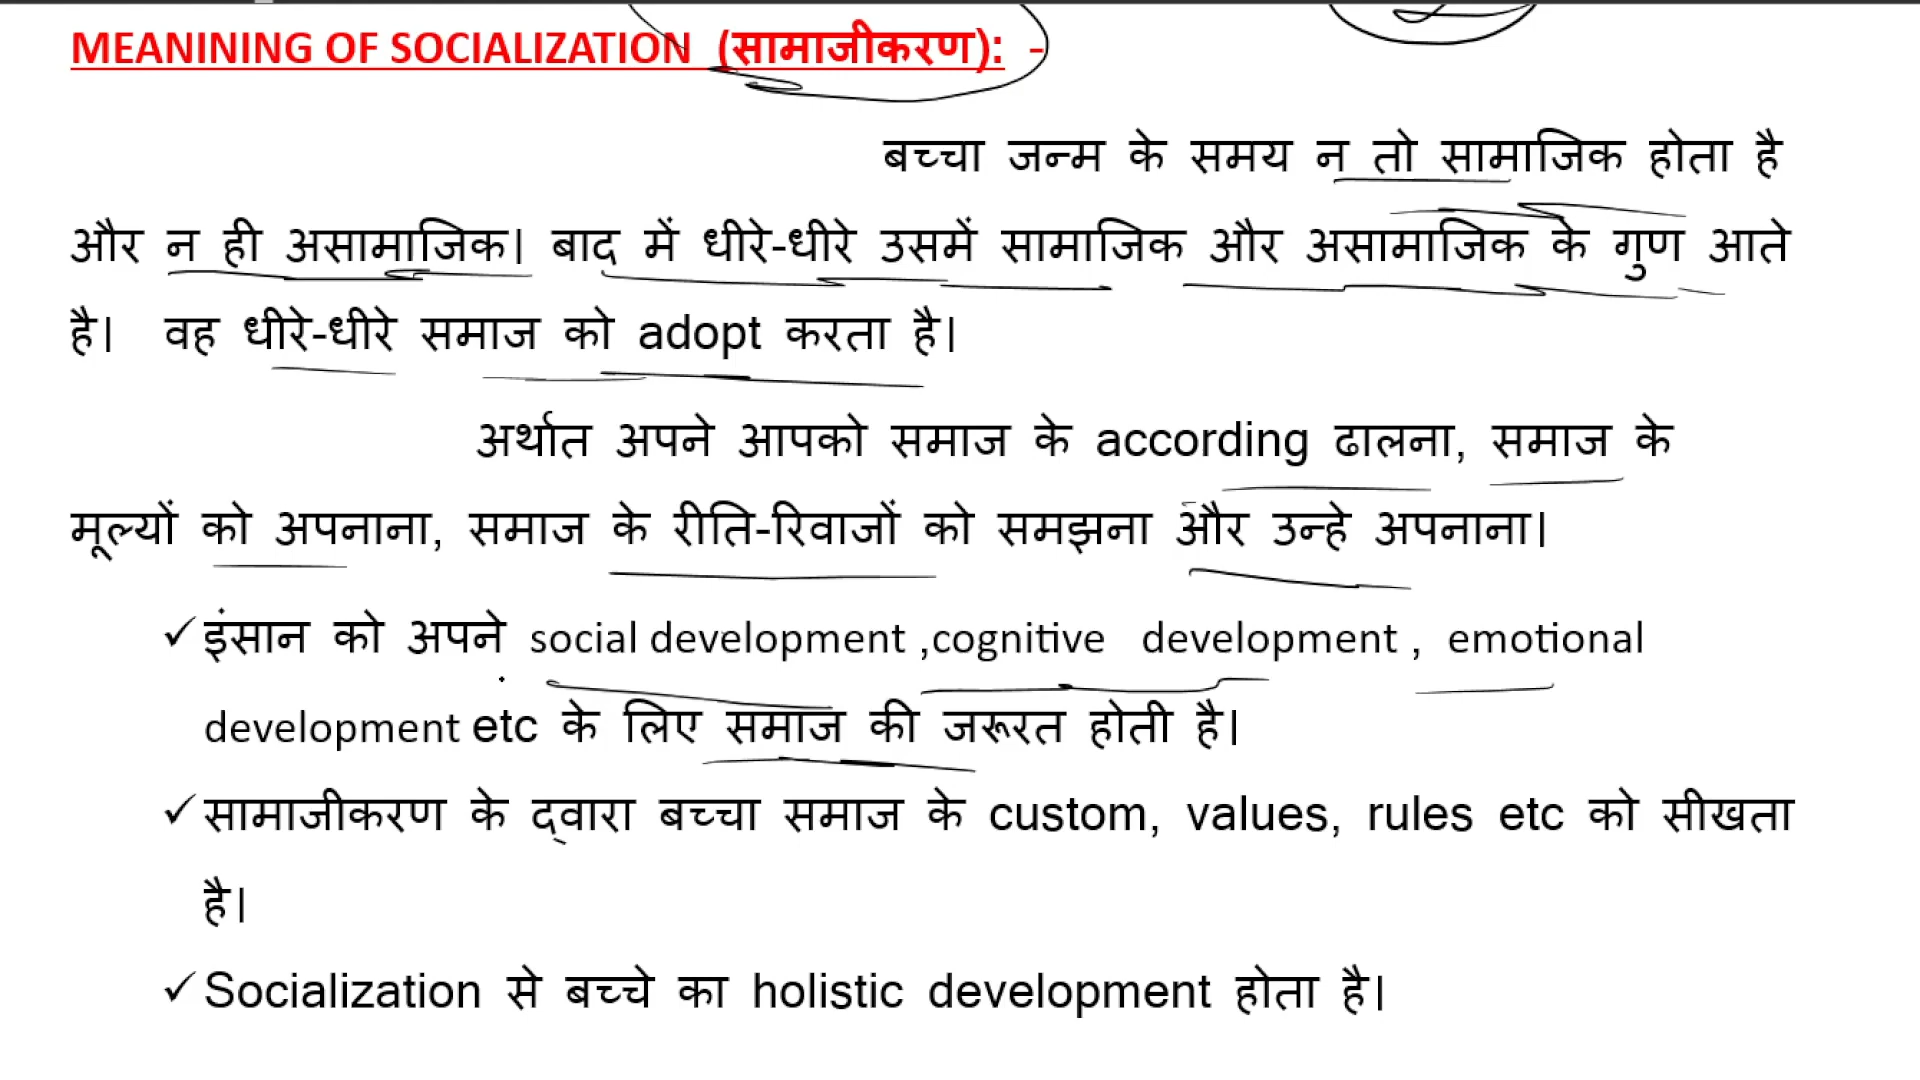 MEANINING OF SOCIALIZATION (सामाजीकरण): -
बच्चा जन्म के समय न तो सामाजिक होता है
और न ही असामाजिक। बाद में धीरे-धीरे उसमें सामाजिक और असामाजिक के गुण आते
है। वह धीरे-धीरे समाज को adopt करता है।
अर्थात अपने आपको समाज के according ढालना, समाज के
मूल्यों को अपनाना, समाज के रीति-रिवाजों को समझना और उन्हे अपनाना।
✓इंसान को अपने social development ,cognitive development , emotional
development etc के लिए समाज की जरूरत होती है।
✓सामाजीकरण के द्वारा बच्चा समाज के custom, values, rules etc को सीखता
है।
✓Socialization से बच्चे का holistic development होता है।